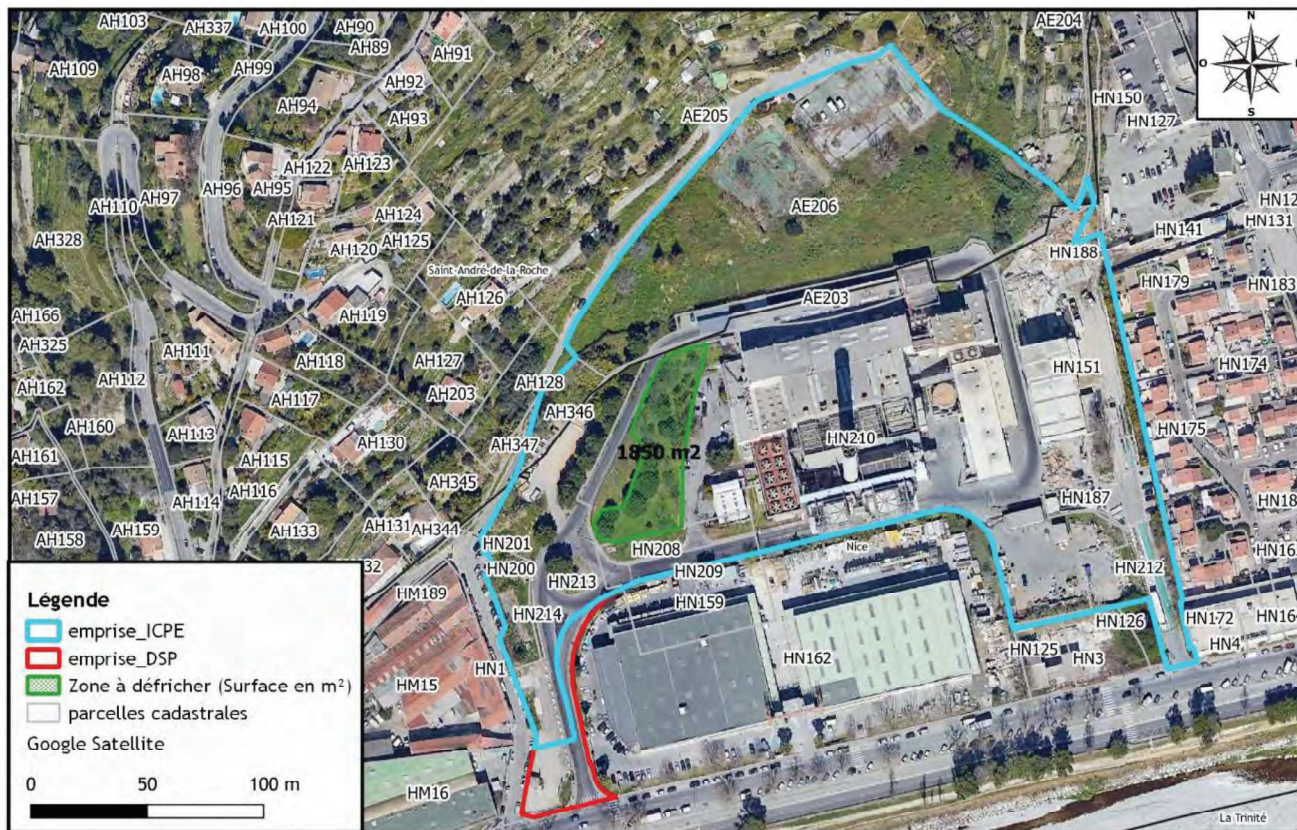 AH103
AH337
AH100
AH90
AH89
AH91
AE204
N
O
S
AH109
AH98
AH99
AH92
AH94
AH93
HN150
HN127
AE205
AH122
AH123
AH97
AH96
AH95
AH110
AH121
AH124
AE206
AH328
AH120
AH125
HN141
HN131
HN188
Saint-André-de-la-Roche
AH126
AE203
HN179
HN183
AH166
AH119
AH325
AH111
AH118
AH127
AH128
HN151
HN174
AH162
AH112
AH117
AH203
AH346
AH160
AH113
AH130
AH347
1850 m2
HN210
HN175
AH161
AH115
AH345
AH157
AH114
AH116
AH131
AH344
HN187
AH158
AH159
AH133
HN201
HN208
Nice
HN200
HN213
HN209
HN212
HM189
HN214
HN159
HN126
HN172
HN1
HN162
HN125
HN3
HN4
HM15
HM16
La Trinité
Légende
emprise_ICPE
emprise_DSP
Zone à défricher (Surface en m²)
parcelles cadastrales
Google Satellite
0 50 100 m